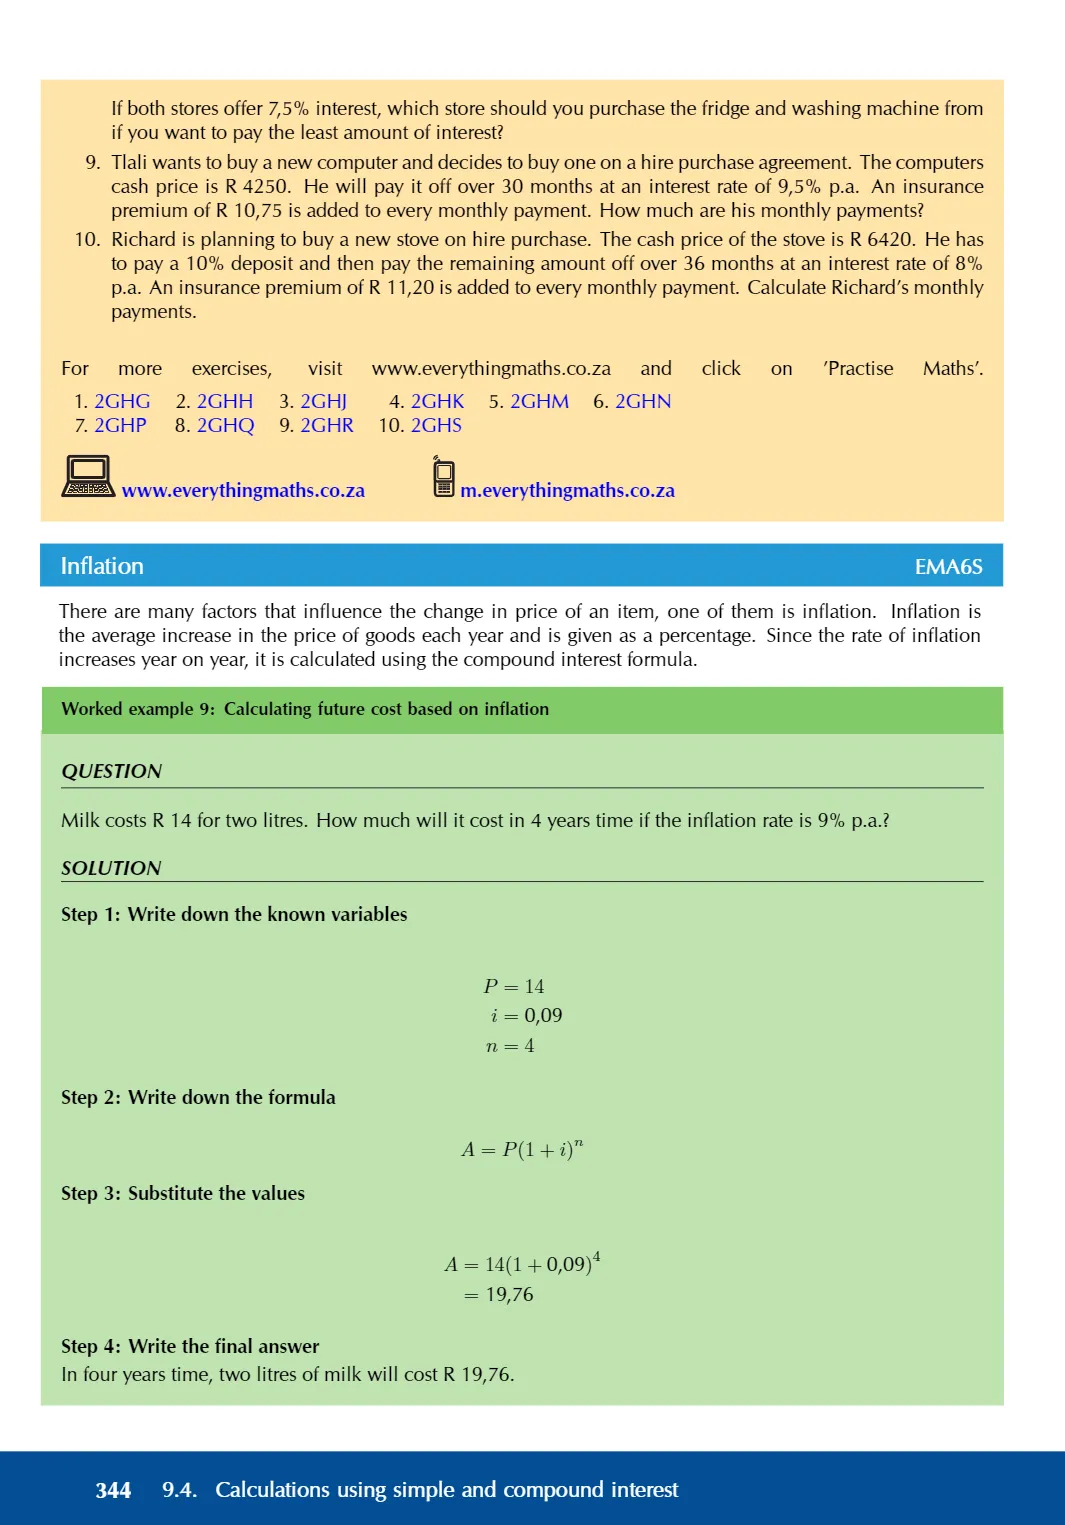 If both stores offer 7,5% interest, which store should you purchase the fridge and washing machine from
if you want to pay the least amount of interest?
9. Tlali wants to buy a new computer and decides to buy one on a hire purchase agreement. The computers
cash price is R 4250. He will pay it off over 30 months at an interest rate of 9,5% p.a. An insurance
premium of R 10,75 is added to every monthly payment. How much are his monthly payments?
10. Richard is planning to buy a new stove on hire purchase. The cash price of the stove is R 6420. He has
to pay a 10% deposit and then pay the remaining amount off over 36 months at an interest rate of 8%
p.a. An insurance premium of R 11,20 is added to every monthly payment. Calculate Richard's monthly
payments.
For more exercises, visit www.everythingmaths.co.za and click on 'Practise Maths'.
1. 2GHG 2. 2GHH 3. 2GHJ 4. 2GHK 5. 2GHM 6. 2GHN
7. 2GHP 8. 2GHQ 9. 2GHR 10. 2GHS
www.everythingmaths.co.za m.everythingmaths.co.za
Inflation EMA6S
There are many factors that influence the change in price of an item, one of them is inflation. Inflation is
the average increase in the price of goods each year and is given as a percentage. Since the rate of inflation
increases year on year, it is calculated using the compound interest formula.
Worked example 9: Calculating future cost based on inflation
QUESTION
Milk costs R 14 for two litres. How much will it cost in 4 years time if the inflation rate is 9% p.a.?
SOLUTION
Step 1: Write down the known variables
P = 14
i = 0,09
n = 4
Step 2: Write down the formula
A = P(1 + i)^n
Step 3: Substitute the values
A = 14(1 + 0,09)^4
= 19,76
Step 4: Write the final answer
In four years time, two litres of milk will cost R 19,76.
344 9.4. Calculations using simple and compound interest